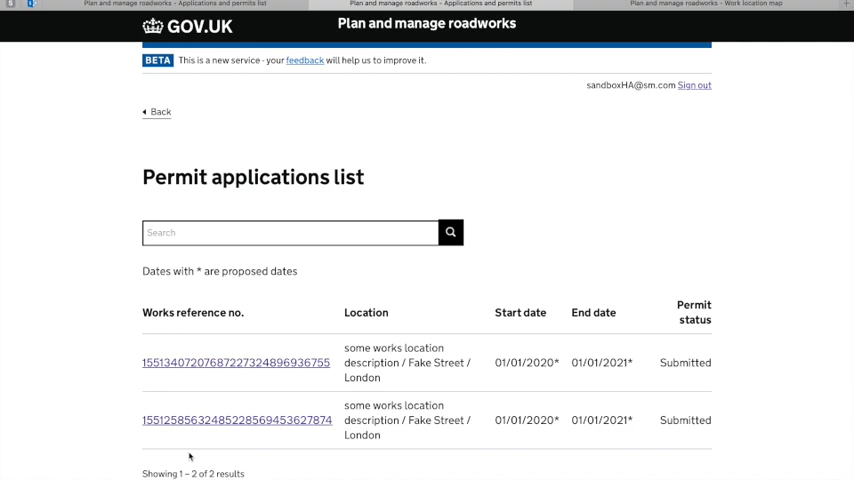 Plan and manage roadworks - Applications and permits list
Plan and manage roadworks - Applications and permits list
Plan and manage roadworks - Work location map
GOV.UK
Plan and manage roadworks
BETA This is a new service - your feedback will help us to improve it.
sandboxHA@sm.com Sign out
Back
Permit applications list
Search
Dates with * are proposed dates
Works reference no. Location Start date End date Permit status
some works location
15513407207687227324896936755 description / Fake Street / 01/01/2020* 01/01/2021* Submitted
London
some works location
15512585632485228569453627874 description / Fake Street / 01/01/2020* 01/01/2021* Submitted
London
Showing 1 – 2 of 2 results